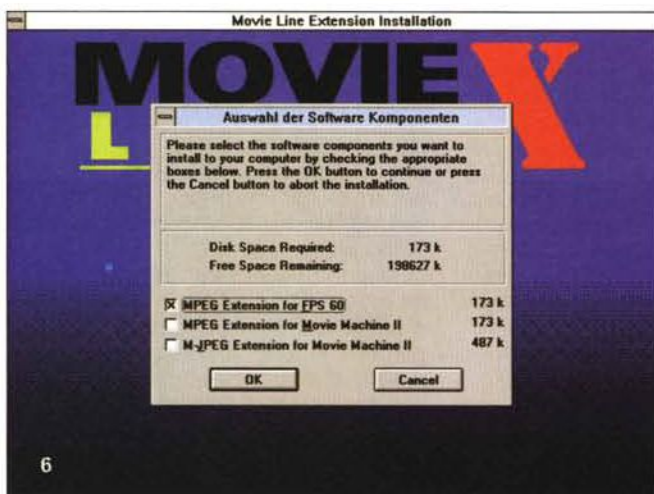 Movie Line Extension Installation
MOVIE X
L
Auswahl der Software Komponenten
Please select the software components you want to
install to your computer by checking the appropriate
boxes below. Press the OK button to continue or press
the Cancel button to abort the installation.
Disk Space Required: 173 k
Free Space Remaining: 198627 k
MPEG Extension for FPS 60 173 k
MPEG Extension for Movie Machine II 173 k
M-JPEG Extension for Movie Machine II 487 k
OK Cancel
6